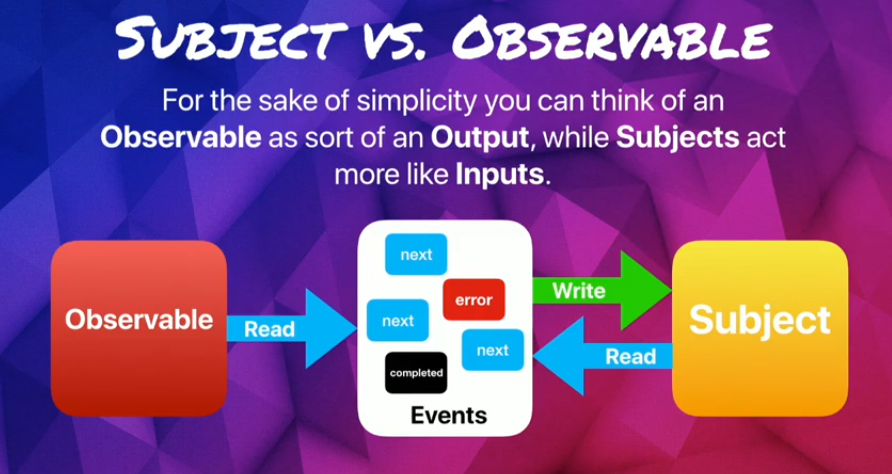 SUBJECT VS. OBSERVABLE
For the sake of simplicity you can think of an
Observable as sort of an Output, while Subjects act
more like Inputs.
Observable
Read
next
error
next
next
completed
Events
Write
Read
Subject